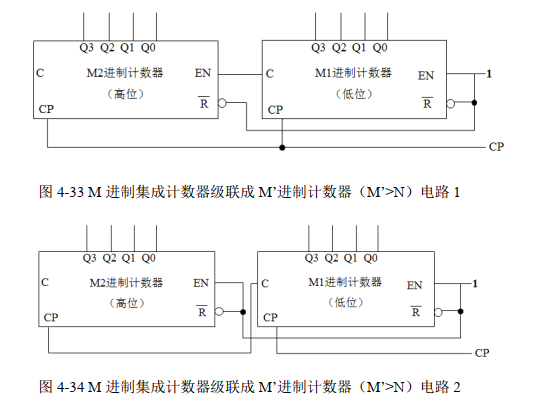 Q3 Q2 Q1 Q0 Q3 Q2 Q1 Q0
C M2进制计数器 EN C M1进制计数器 EN 1
（高位） R （低位） R
CP CP
CP
图 4-33 M 进制集成计数器级联成 M’进制计数器（M’>N）电路 1
Q3 Q2 Q1 Q0 Q3 Q2 Q1 Q0
C M2进制计数器 EN C M1进制计数器 EN 1
（高位） R （低位） R
CP CP
CP
图 4-34 M 进制集成计数器级联成 M’进制计数器（M’>N）电路 2